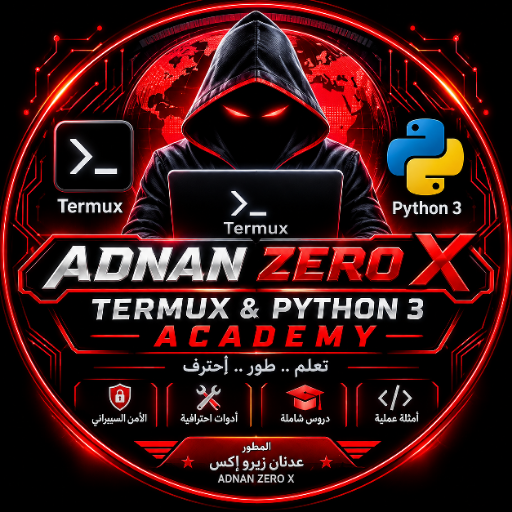 Termux
Termux
Python 3
ADNAN ZERO X
TERMUX & PYTHON 3
ACADEMY
تعلم .. طور .. إحترف
أمثلة عملية
دروس شاملة
أدوات احترافية
الأمن السيبراني
المطور
عدنان زيرو إكس
ADNAN ZERO X